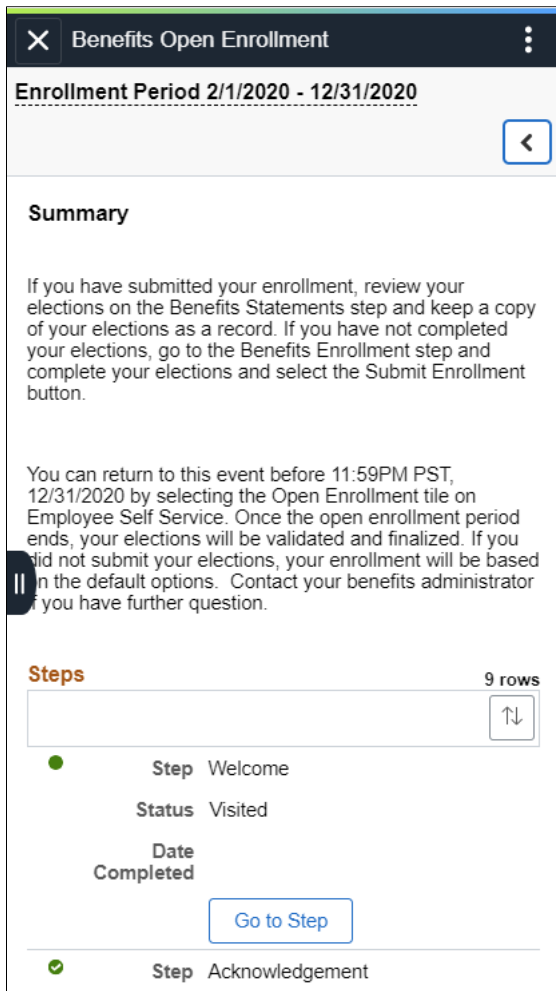 Benefits Open Enrollment
Enrollment Period 2/1/2020 - 12/31/2020
Summary
If you have submitted your enrollment, review your
elections on the Benefits Statements step and keep a copy
of your elections as a record. If you have not completed
your elections, go to the Benefits Enrollment step and
complete your elections and select the Submit Enrollment
button.
You can return to this event before 11:59PM PST,
12/31/2020 by selecting the Open Enrollment tile on
Employee Self Service. Once the open enrollment period
ends, your elections will be validated and finalized. If you
did not submit your elections, your enrollment will be based
on the default options. Contact your benefits administrator
if you have further question.
Steps
9 rows
Step Welcome
Status Visited
Date
Completed
Go to Step
Step Acknowledgement